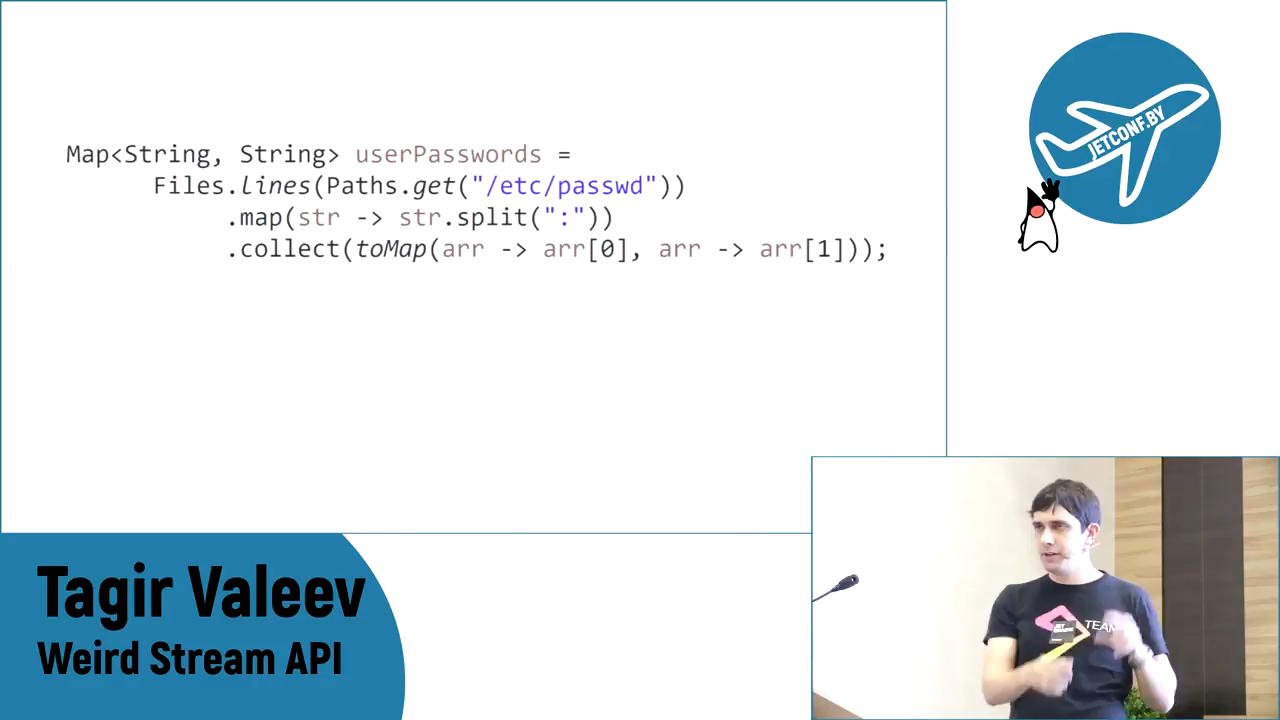 Map<String, String> userPasswords =
Files.lines(Paths.get("/etc/passwd"))
.map(str -> str.split(":"))
.collect(toMap(arr -> arr[0], arr -> arr[1]));
JETCONF.BY
Tagir Valeev
Weird Stream API
TEAM